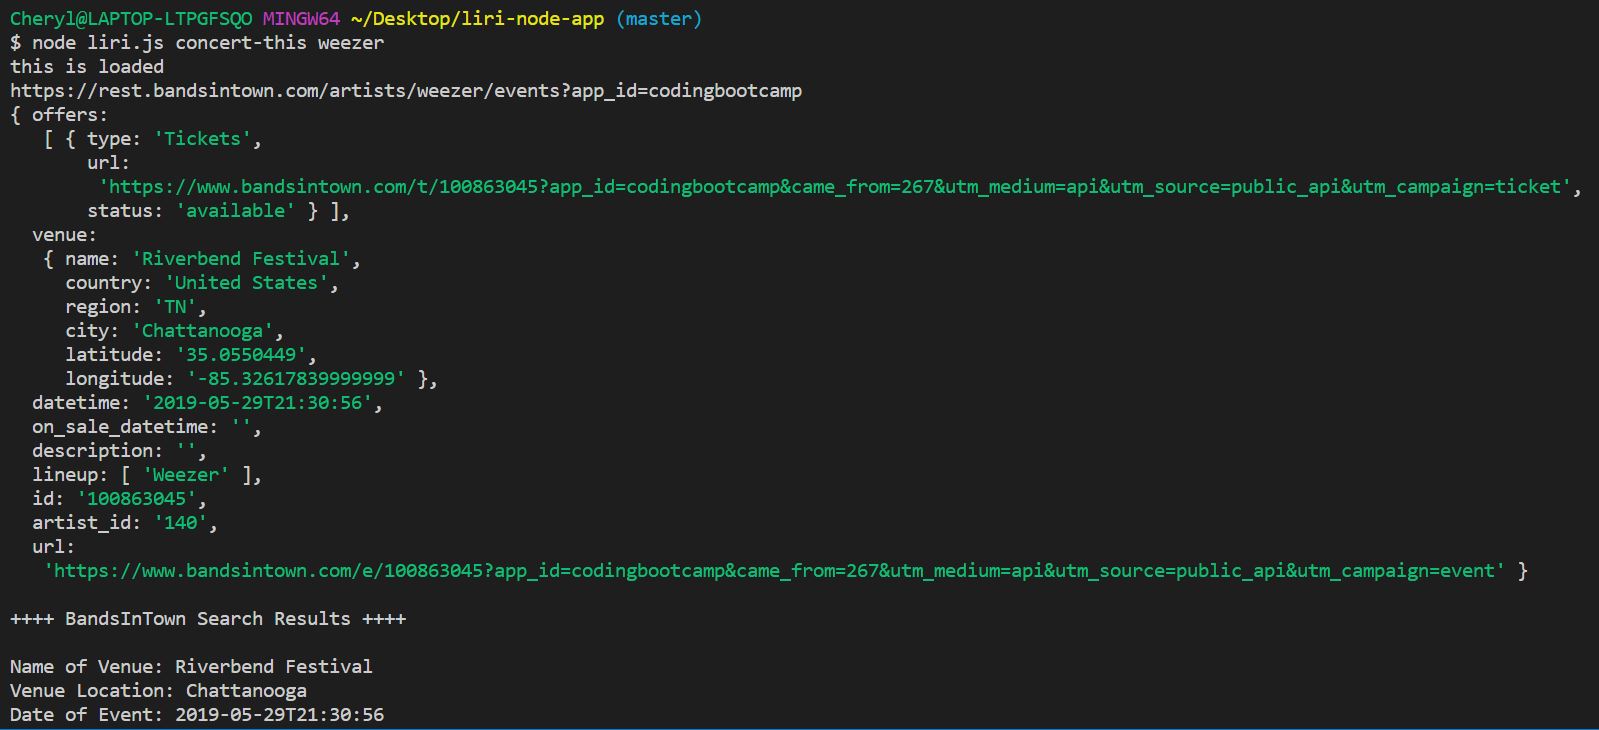 Cheryl@LAPTOP-LTPGFSQO MINGW64 ~/Desktop/liri-node-app (master)
$ node liri.js concert-this weezer
this is loaded
https://rest.bandsintown.com/artists/weezer/events?app_id=codingbootcamp
{ offers:
   [ { type: 'Tickets',
       url:
        'https://www.bandsintown.com/t/100863045?app_id=codingbootcamp&came_from=267&utm_medium=api&utm_source=public_api&utm_campaign=ticket',
       status: 'available' } ],
  venue:
   { name: 'Riverbend Festival',
     country: 'United States',
     region: 'TN',
     city: 'Chattanooga',
     latitude: '35.0550449',
     longitude: '-85.32617839999999' },
  datetime: '2019-05-29T21:30:56',
  on_sale_datetime: '',
  description: '',
  lineup: [ 'Weezer' ],
  id: '100863045',
  artist_id: '140',
  url:
   'https://www.bandsintown.com/e/100863045?app_id=codingbootcamp&came_from=267&utm_medium=api&utm_source=public_api&utm_campaign=event' }
++++ BandsInTown Search Results ++++
Name of Venue: Riverbend Festival
Venue Location: Chattanooga
Date of Event: 2019-05-29T21:30:56